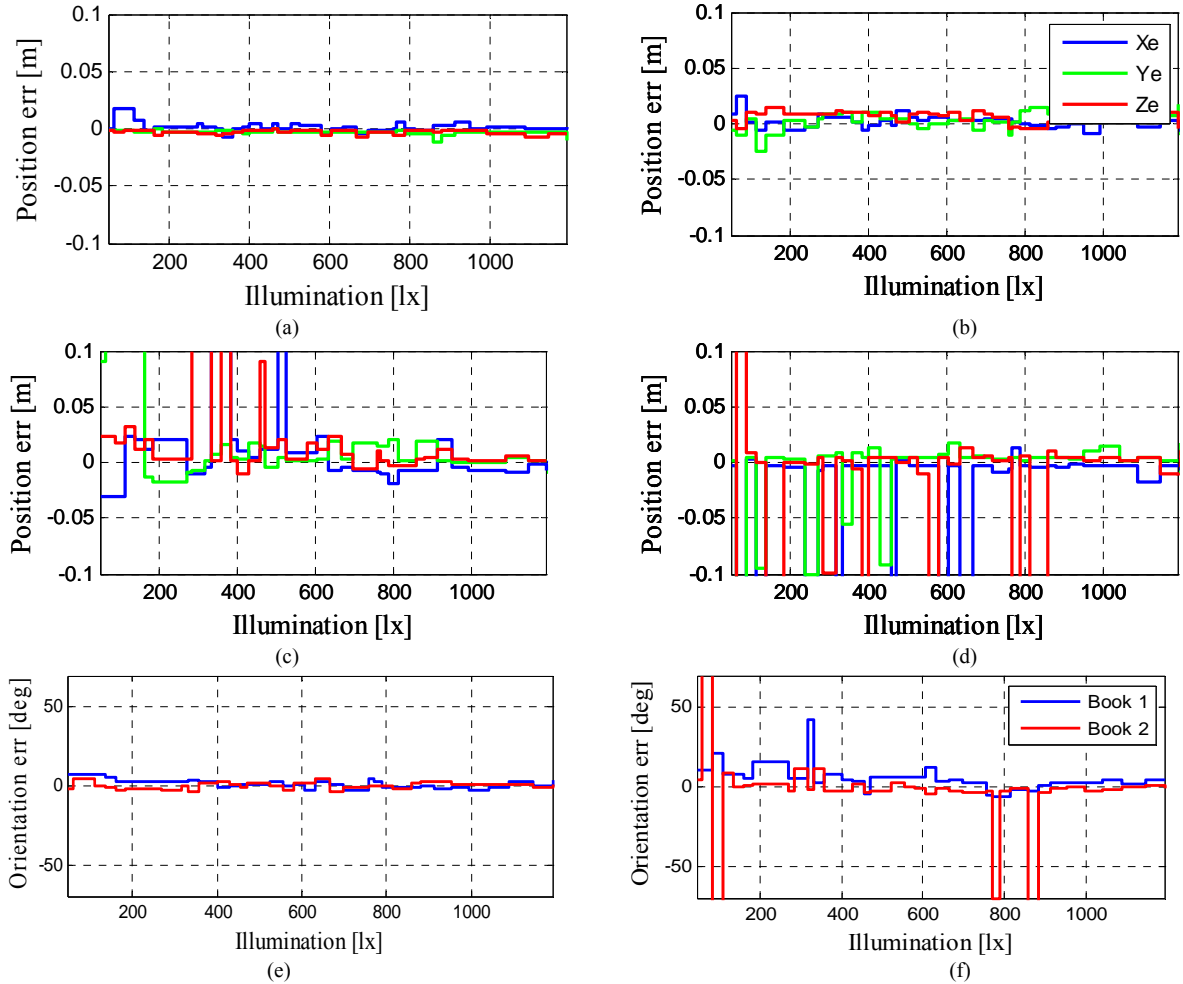 0.1
0.05
0
-0.05
-0.1
Position err [m]
200 400 600 800 1000
Illumination [lx]
(a)
0.1
0.05
0
-0.05
-0.1
Position err [m]
Xe
Ye
Ze
200 400 600 800 1000
Illumination [lx]
(b)
0.1
0.05
0
-0.05
-0.1
Position err [m]
200 400 600 800 1000
Illumination [lx]
(c)
0.1
0.05
0
-0.05
-0.1
Position err [m]
200 400 600 800 1000
Illumination [lx]
(d)
50
0
-50
Orientation err [deg]
200 400 600 800 1000
Illumination [lx]
(e)
50
0
-50
Orientation err [deg]
Book 1
Book 2
200 400 600 800 1000
Illumination [lx]
(f)